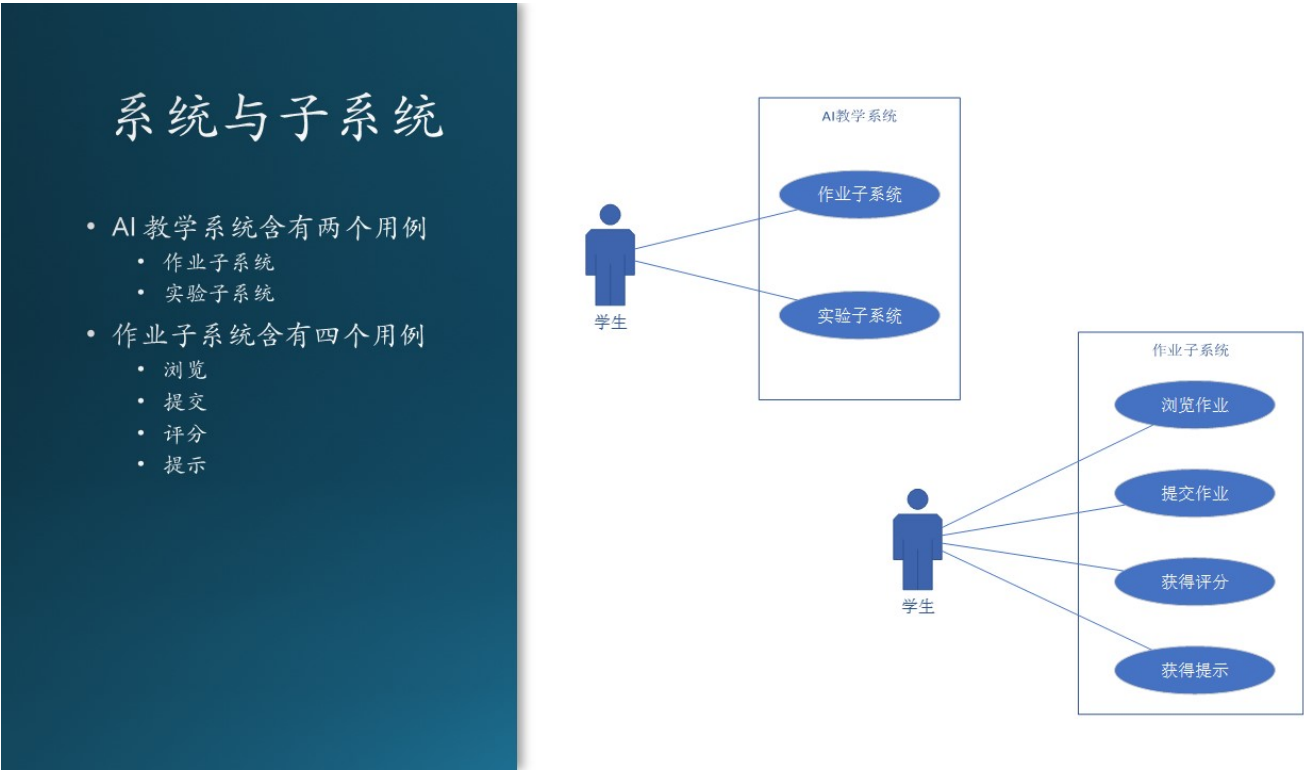 系统与子系统
• AI 教学系统含有两个用例
• 作业子系统
• 实验子系统
• 作业子系统含有四个用例
• 浏览
• 提交
• 评分
• 提示
AI教学系统
作业子系统
实验子系统
学生
作业子系统
浏览作业
提交作业
获得评分
获得提示
学生